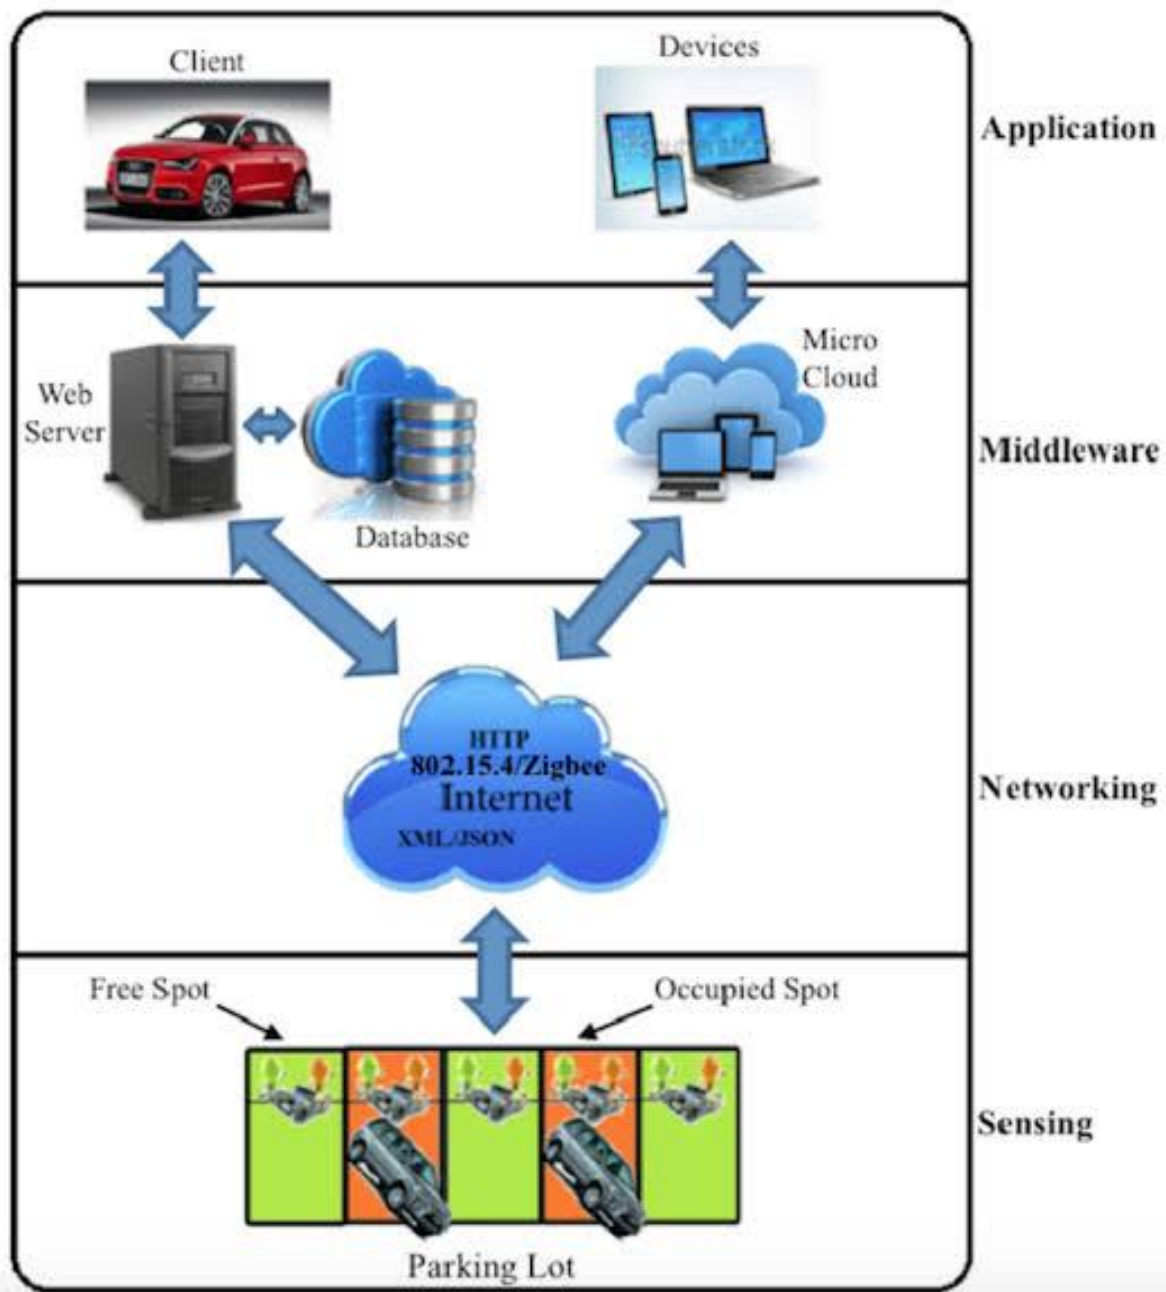 Client
Devices
Application
Web
Server
Database
Micro
Cloud
Middleware
HTTP
802.15.4/Zigbee
Internet
XML/JSON
Networking
Free Spot
Occupied Spot
Sensing
Parking Lot